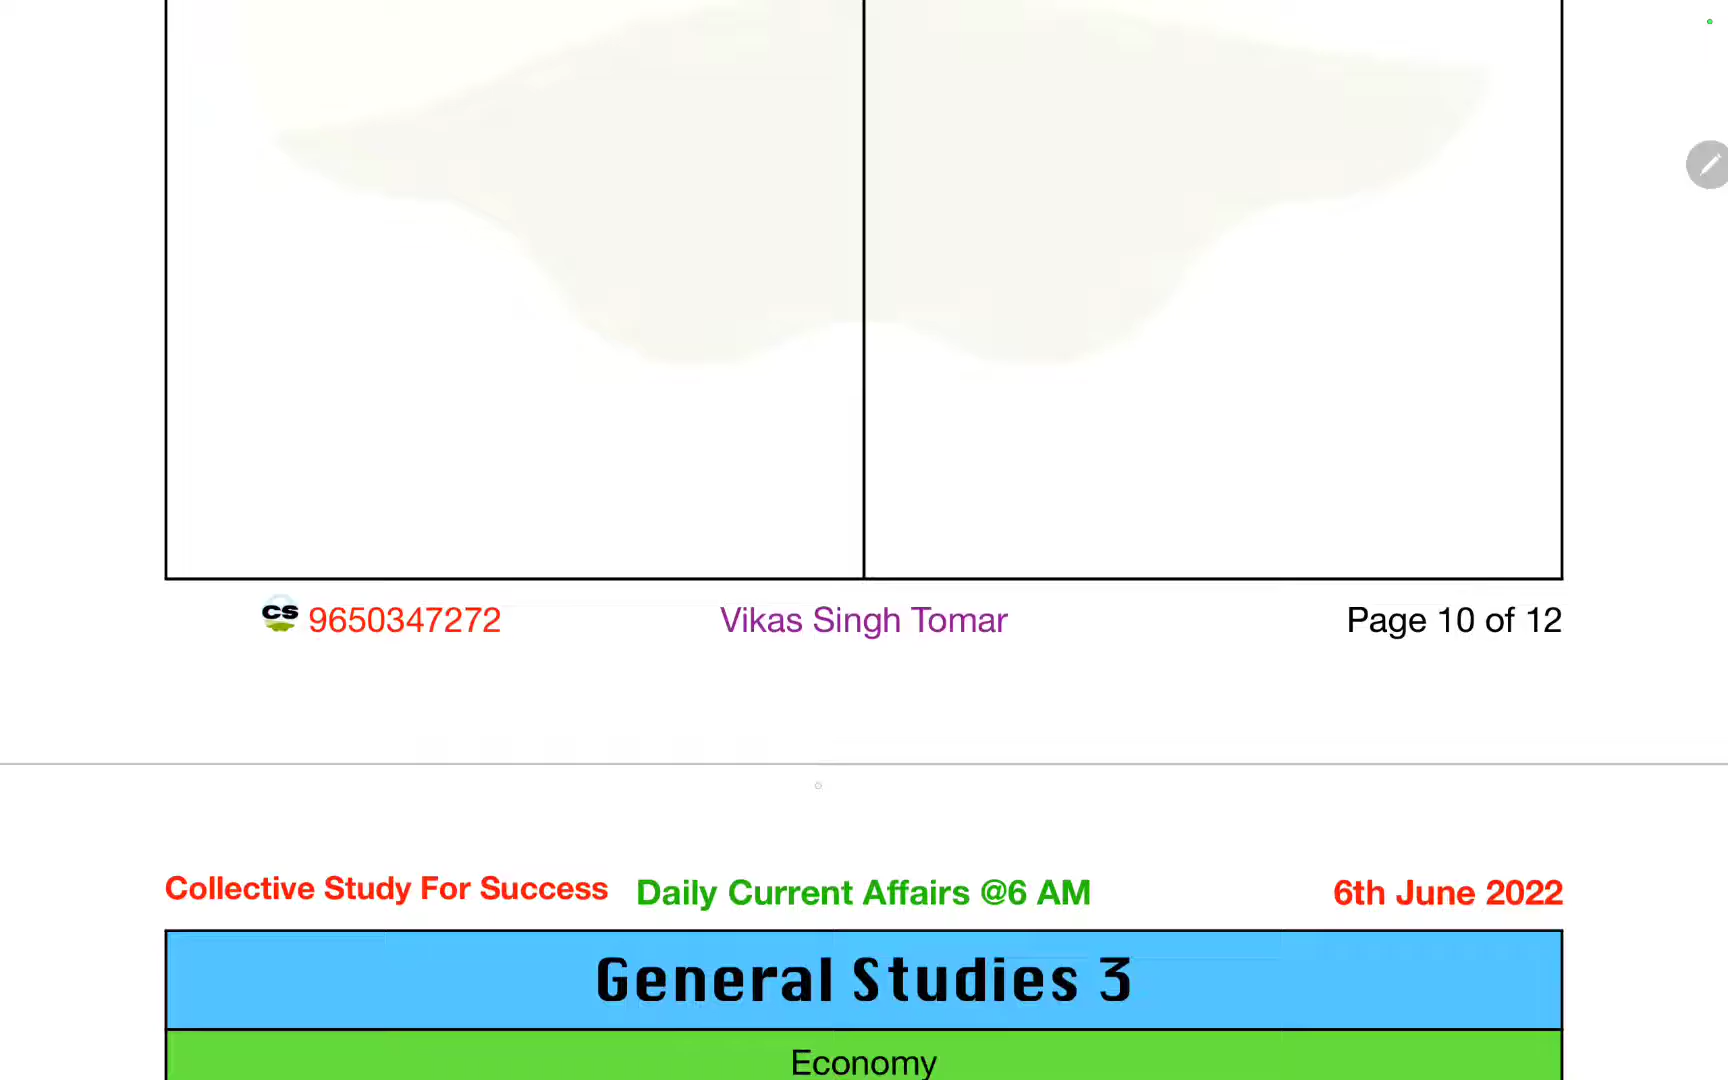 CS 9650347272 Vikas Singh Tomar Page 10 of 12
Collective Study For Success Daily Current Affairs @6 AM 6th June 2022
General Studies 3
Economy